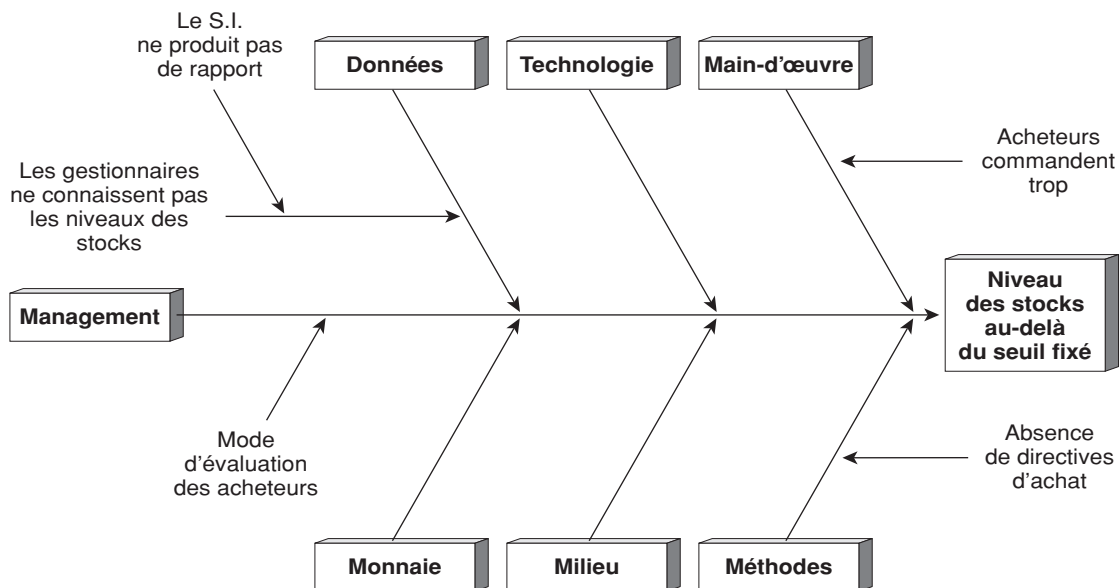 Le S.I.
ne produit pas
de rapport
Données
Technologie
Main-d'œuvre
Acheteurs
commandent
trop
Les gestionnaires
ne connaissent pas
les niveaux des
stocks
Management
Niveau
des stocks
au-delà
du seuil fixé
Mode
d'évaluation
des acheteurs
Absence
de directives
d'achat
Monnaie
Milieu
Méthodes